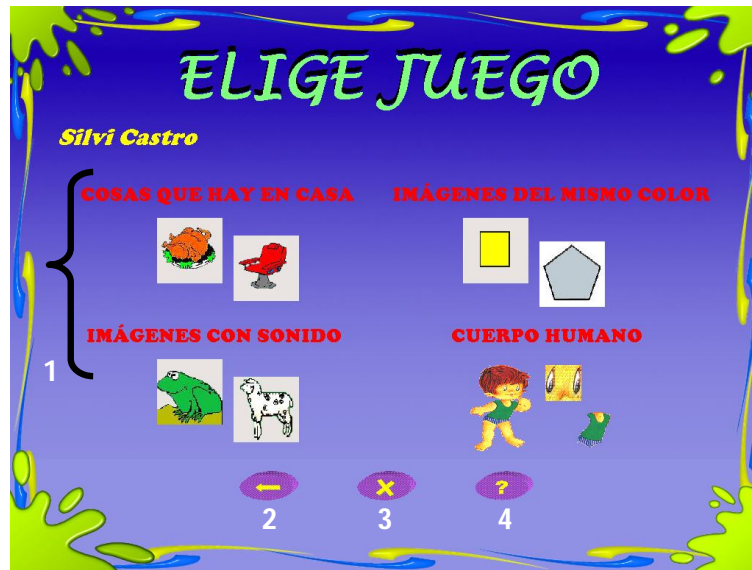 ELIGE JUEGO
Silvi Castro
COSAS QUE HAY EN CASA
IMÁGENES DEL MISMO COLOR
IMÁGENES CON SONIDO
CUERPO HUMANO
1
?
2
3
4